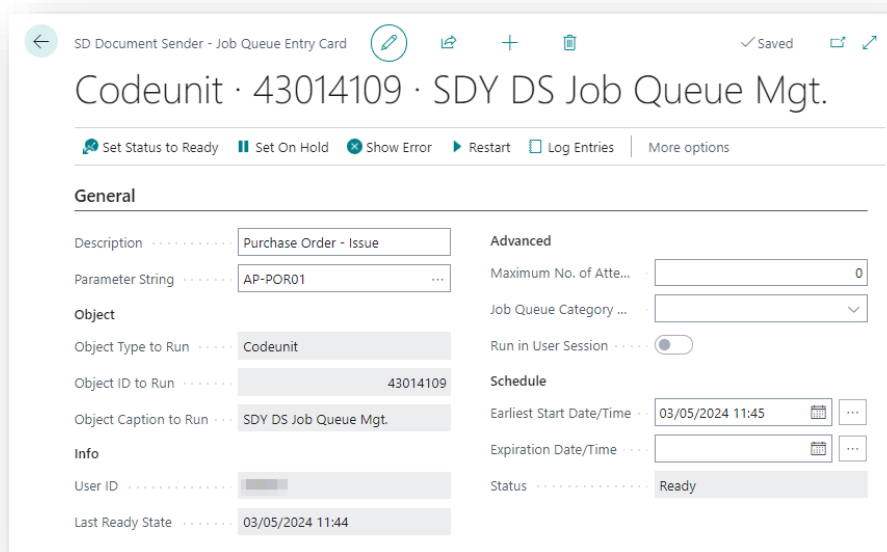 SD Document Sender - Job Queue Entry Card
Saved
Codeunit · 43014109 · SDY DS Job Queue Mgt.
Set Status to Ready
Set On Hold
Show Error
Restart
Log Entries
More options
General
Description
Purchase Order - Issue
Parameter String
AP-POR01
...
Object
Object Type to Run
Codeunit
Object ID to Run
43014109
Object Caption to Run
SDY DS Job Queue Mgt.
Info
User ID
Last Ready State
03/05/2024 11:44
Advanced
Maximum No. of Atte...
0
Job Queue Category ...
Run in User Session
Schedule
Earliest Start Date/Time
03/05/2024 11:45
...
Expiration Date/Time
...
Status
Ready